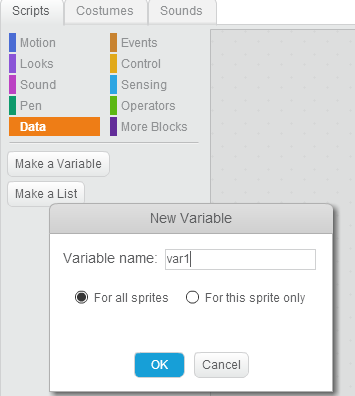 Scripts Costumes Sounds
Motion Events
Looks Control
Sound Sensing
Pen Operators
Data More Blocks
Make a Variable
Make a List
New Variable
Variable name: var1
For all sprites For this sprite only
OK Cancel